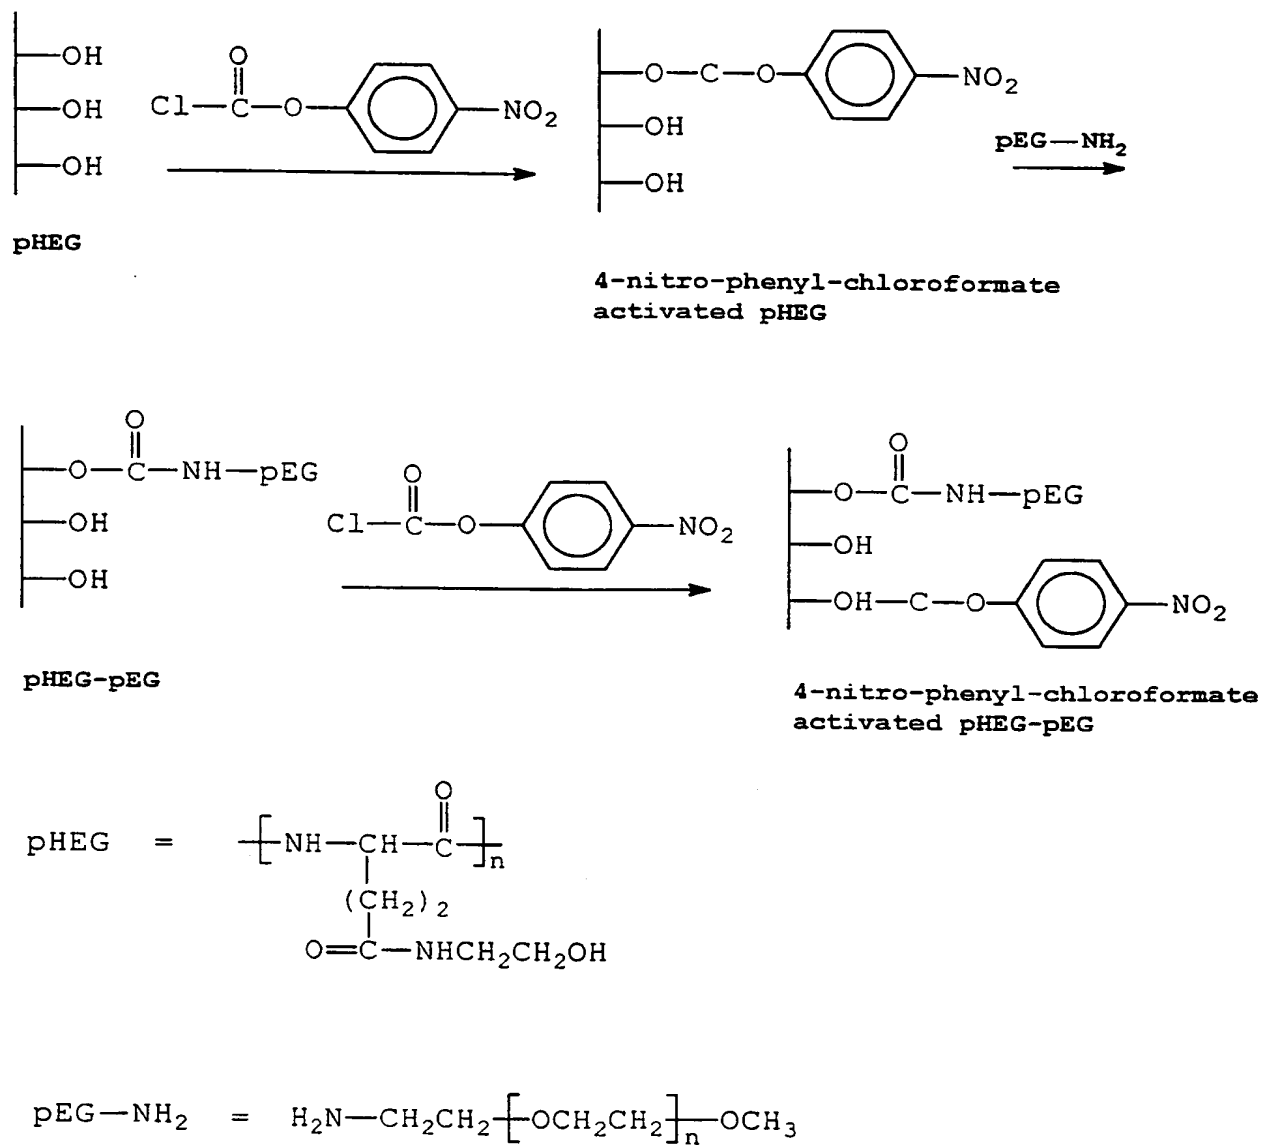 OH
OH
OH
O
Cl—C—O NO2
pHEG
O—C—O NO2
OH
OH
pEG—NH2
4-nitro-phenyl-chloroformate
activated pHEG
O
O—C—NH—pEG
OH
OH
O
Cl—C—O NO2
pHEG-pEG
O
O—C—NH—pEG
OH
OH—C—O NO2
4-nitro-phenyl-chloroformate
activated pHEG-pEG
O
pHEG = [NH—CH—C]n
(CH2)2
O=C—NHCH2CH2OH
pEG—NH2 = H2N—CH2CH2[OCH2CH2]n—OCH3